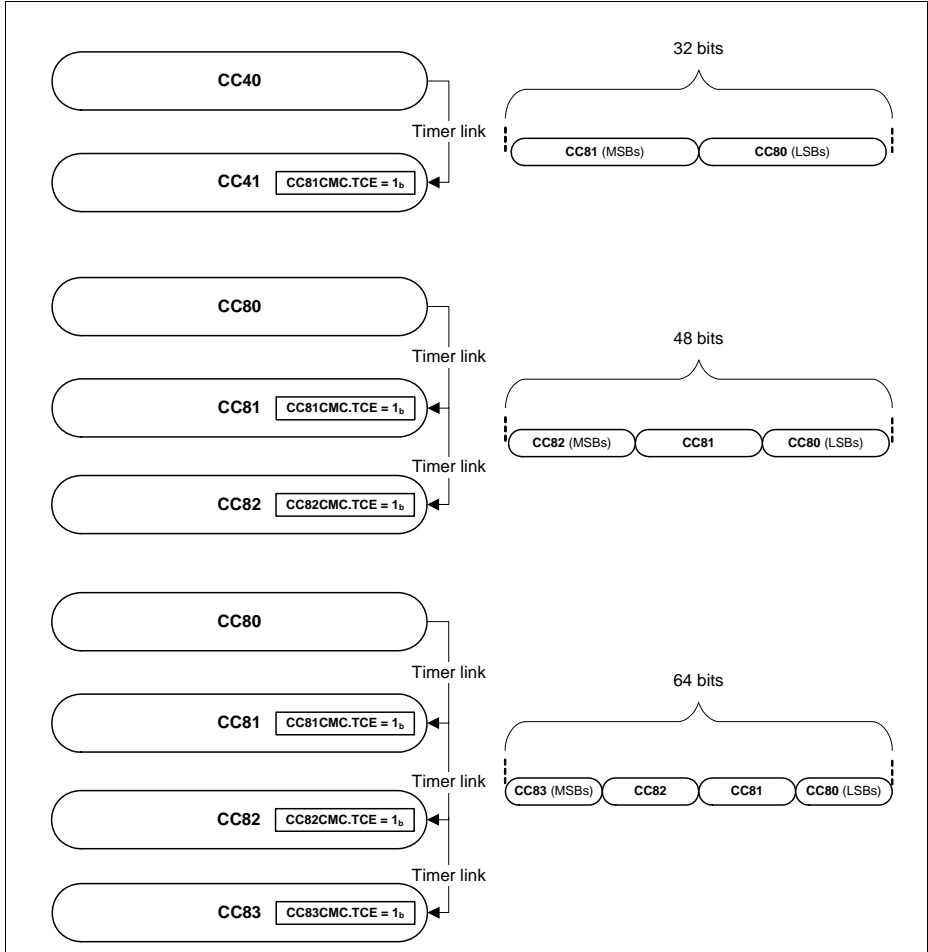 CC40
Timer link
CC41 CC81CMC.TCE = 1b
32 bits
CC81 (MSBs) CC80 (LSBs)
CC80
Timer link
CC81 CC81CMC.TCE = 1b
Timer link
CC82 CC82CMC.TCE = 1b
48 bits
CC82 (MSBs) CC81 CC80 (LSBs)
CC80
Timer link
CC81 CC81CMC.TCE = 1b
Timer link
CC82 CC82CMC.TCE = 1b
Timer link
CC83 CC83CMC.TCE = 1b
64 bits
CC83 (MSBs) CC82 CC81 CC80 (LSBs)